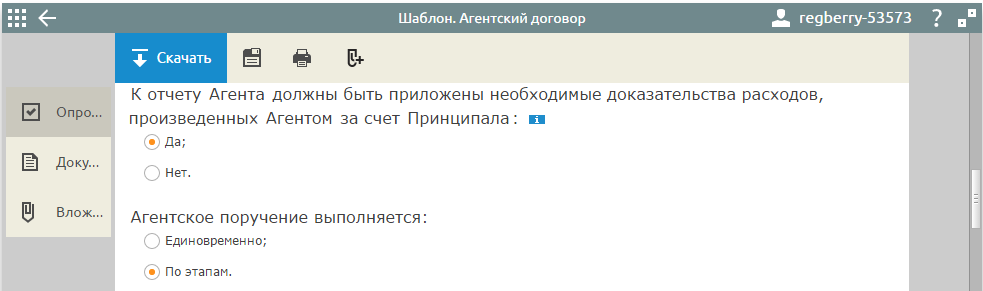 Шаблон. Агентский договор
regberry-53573 ?
Скачать
К отчету Агента должны быть приложены необходимые доказательства расходов,
произведенных Агентом за счет Принципала: i
Опро...
Да;
Доку...
Нет.
Влож...
Агентское поручение выполняется:
Единовременно;
По этапам.